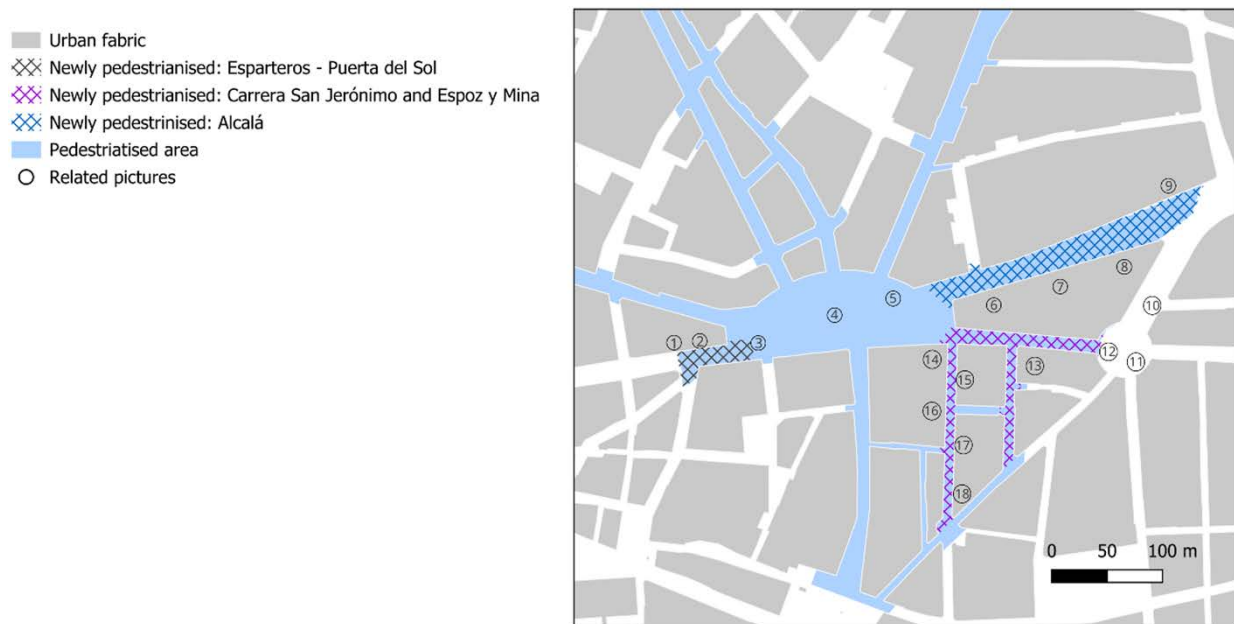 Urban fabric
Newly pedestrianised: Esparteros - Puerta del Sol
Newly pedestrianised: Carrera San Jerónimo and Espoz y Mina
Newly pedestrinised: Alcalá
Pedestriatised area
Related pictures
9
8
7
6
5
10
4
1 2 3
12
11
14
13
15
16
17
18
0 50 100 m